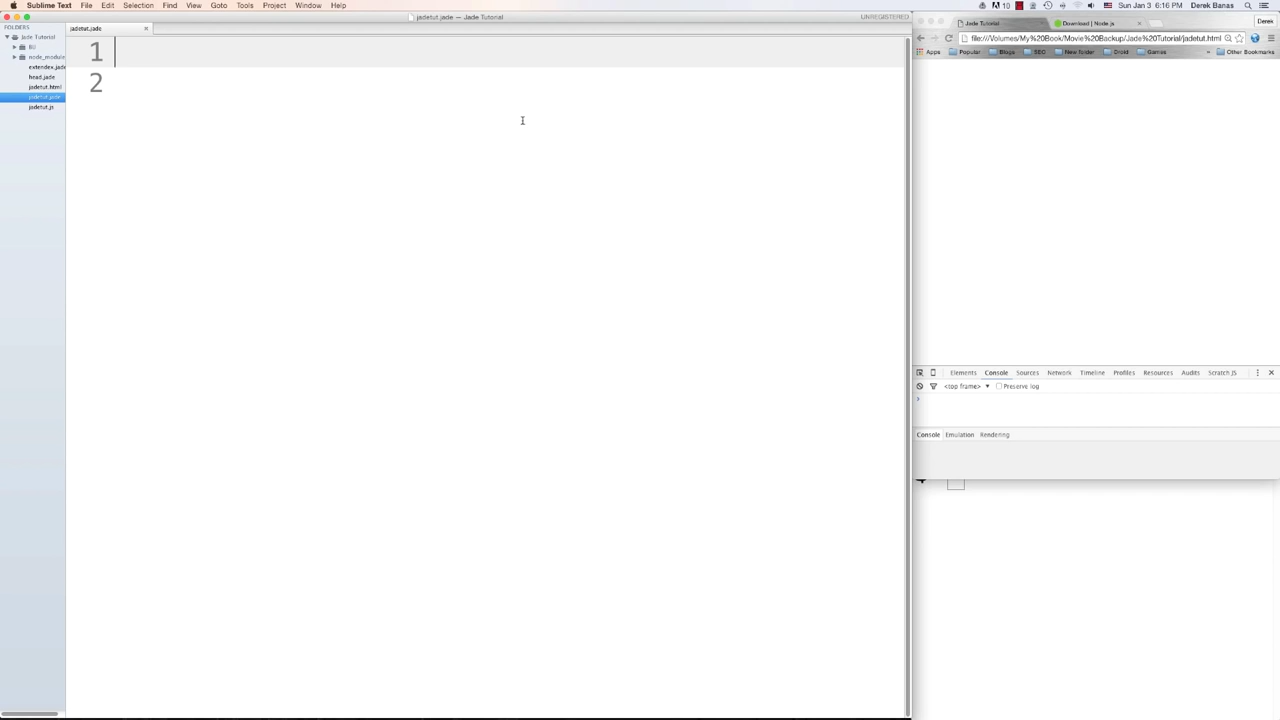 Sublime Text File Edit Selection Find View Goto Tools Project Window Help
10 Sun Jan 3 6:16 PM Derek Banas
jadetut.jade — Jade Tutorial
UNREGISTERED
FOLDERS
Jade Tutorial
node_module
extendex.jade
head.jade
jadetut.html
jadetut.jade
jadetut.js
jadetut.jade
1
2
Jade Tutorial
Download | Node.js
Derek
file:///Volumes/My%20Book/Movie%20Backup/Jade%20Tutorial/jadetut.html
Apps Popular Blogs SEO New folder Droid Games » Other Bookmarks
Elements Console Sources Network Timeline Profiles Resources Audits Scratch JS
<top frame> Preserve log
Console Emulation Rendering